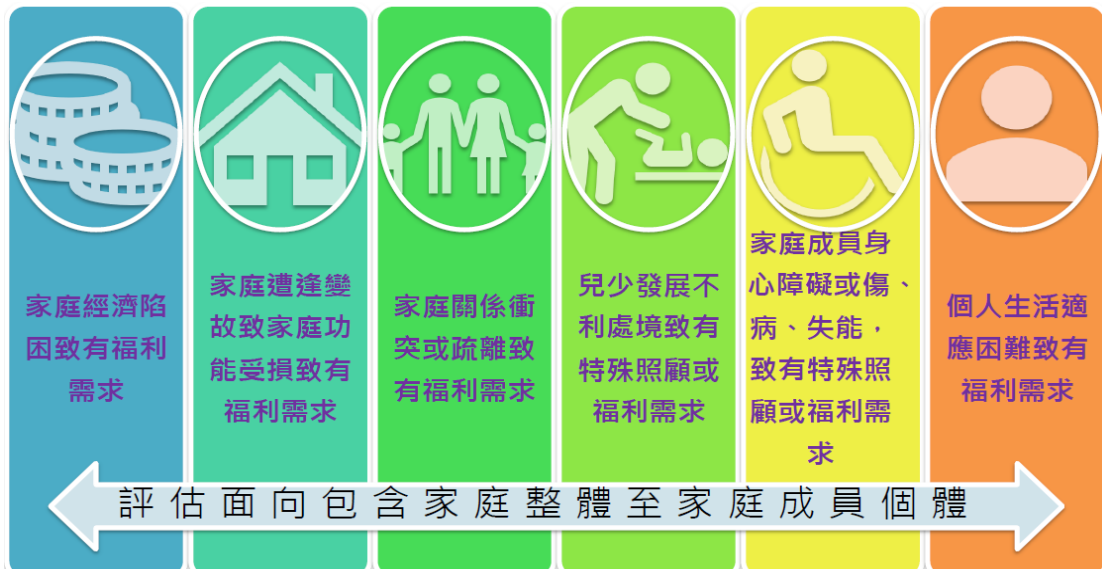 家庭經濟陷
困致有福利
需求
家庭遭逢變
故致家庭功
能受損致有
福利需求
家庭關係衝
突或疏離致
有福利需求
兒少發展不
利處境致有
特殊照顧或
福利需求
家庭成員身
心障礙或傷、
病、失能，
致有特殊照
顧或福利需
求
個人生活適
應困難致有
福利需求
評估面向包含家庭整體至家庭成員個體